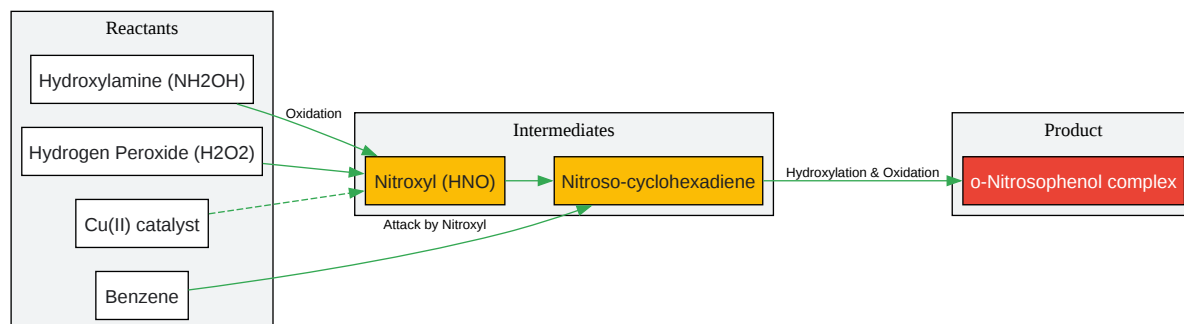 Reactants
Hydroxylamine (NH2OH)
Oxidation
Hydrogen Peroxide (H2O2)
Cu(II) catalyst
Benzene
Intermediates
Nitroxyl (HNO)
Nitroso-cyclohexadiene
Attack by Nitroxyl
Hydroxylation & Oxidation
Product
o-Nitrosophenol complex